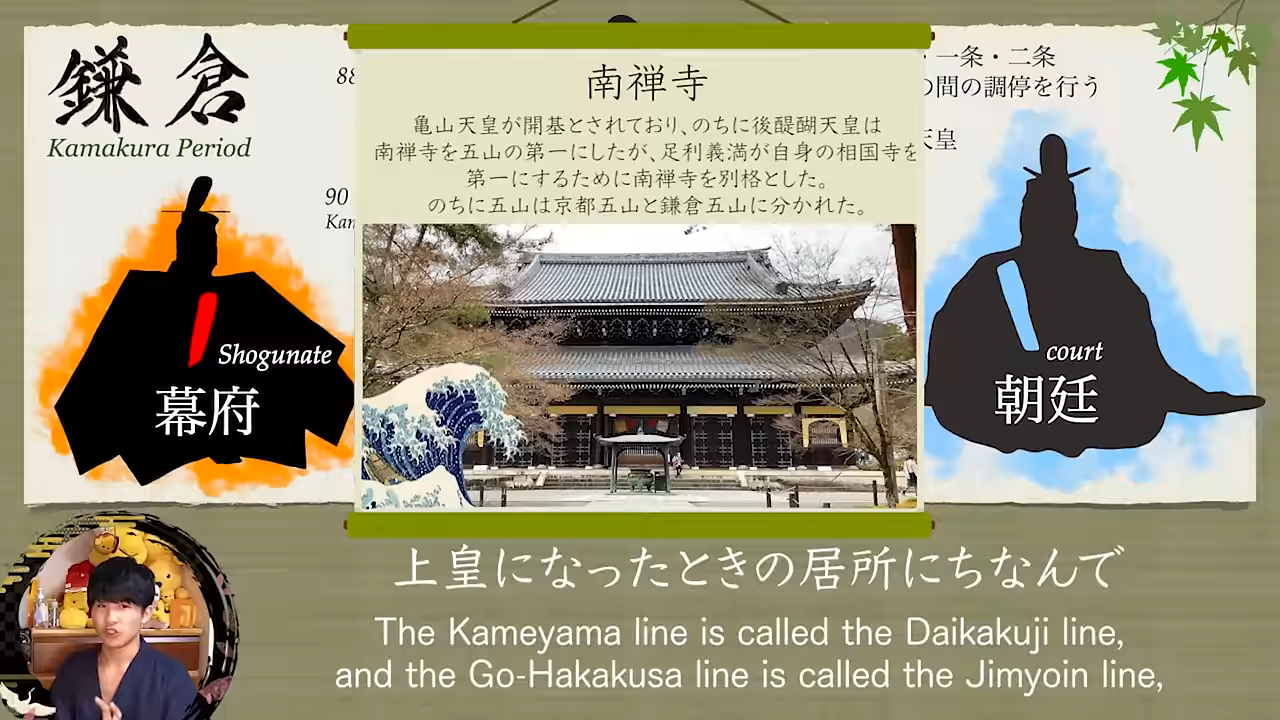 鎌倉
Kamakura Period
88
90
Kan
Shogunate
幕府
南禅寺
亀山天皇が開基とされており、のちに後醍醐天皇は
南禅寺を五山の第一にしたが、足利義満が自身の相国寺を
第一にするために南禅寺を別格とした。
のちに五山は京都五山と鎌倉五山に分かれた。
・一条・二条
の間の調停を行う
天皇
court
朝廷
上皇になったときの居所にちなんで
The Kameyama line is called the Daikakuji line,
and the Go-Hakakusa line is called the Jimyoin line,